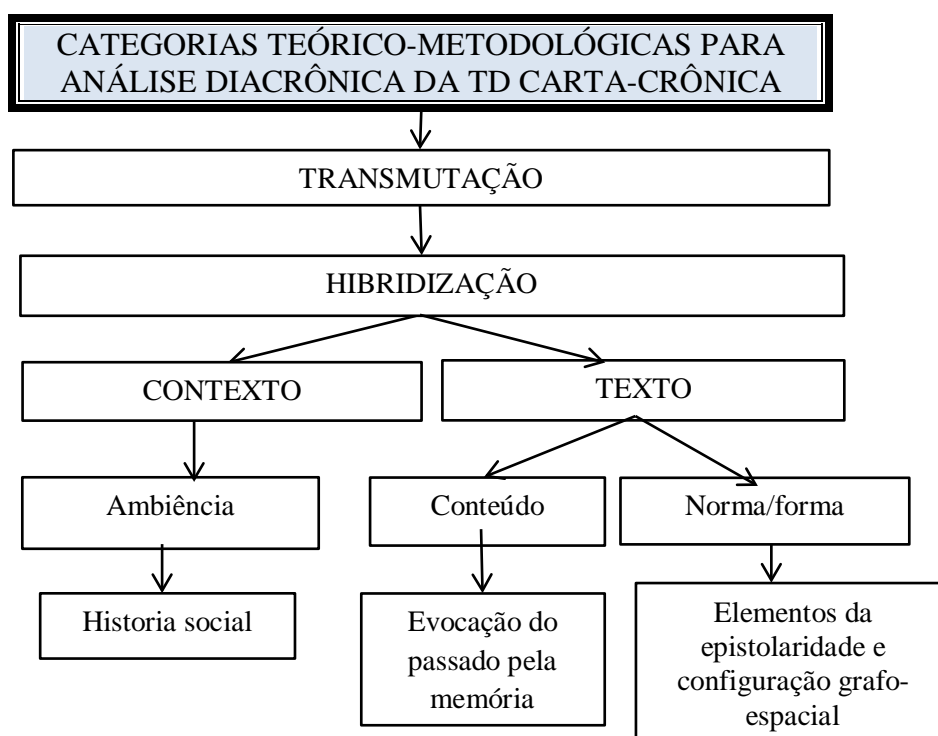 CATEGORIAS TEÓRICO-METODOLÓGICAS PARA
ANÁLISE DIACRÔNICA DA TD CARTA-CRÔNICA
TRANSMUTAÇÃO
HIBRIDIZAÇÃO
CONTEXTO
TEXTO
Ambiência
Conteúdo
Norma/forma
Historia social
Evocação do
passado pela
memória
Elementos da
epistolaridade e
configuração grafo-
espacial